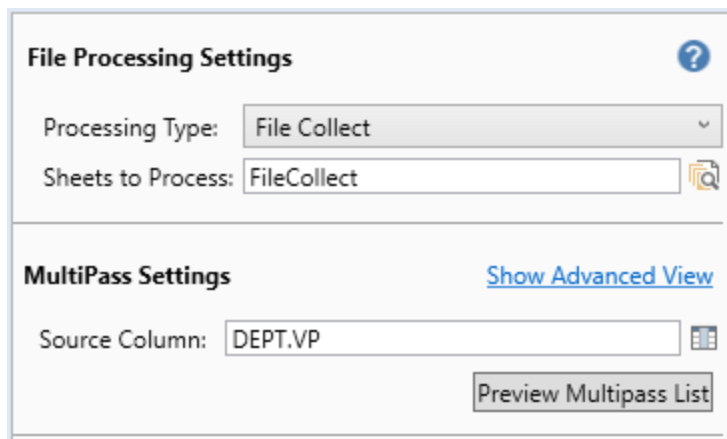 File Processing Settings
Processing Type: File Collect
Sheets to Process: FileCollect
MultiPass Settings Show Advanced View
Source Column: DEPT.VP
Preview Multipass List